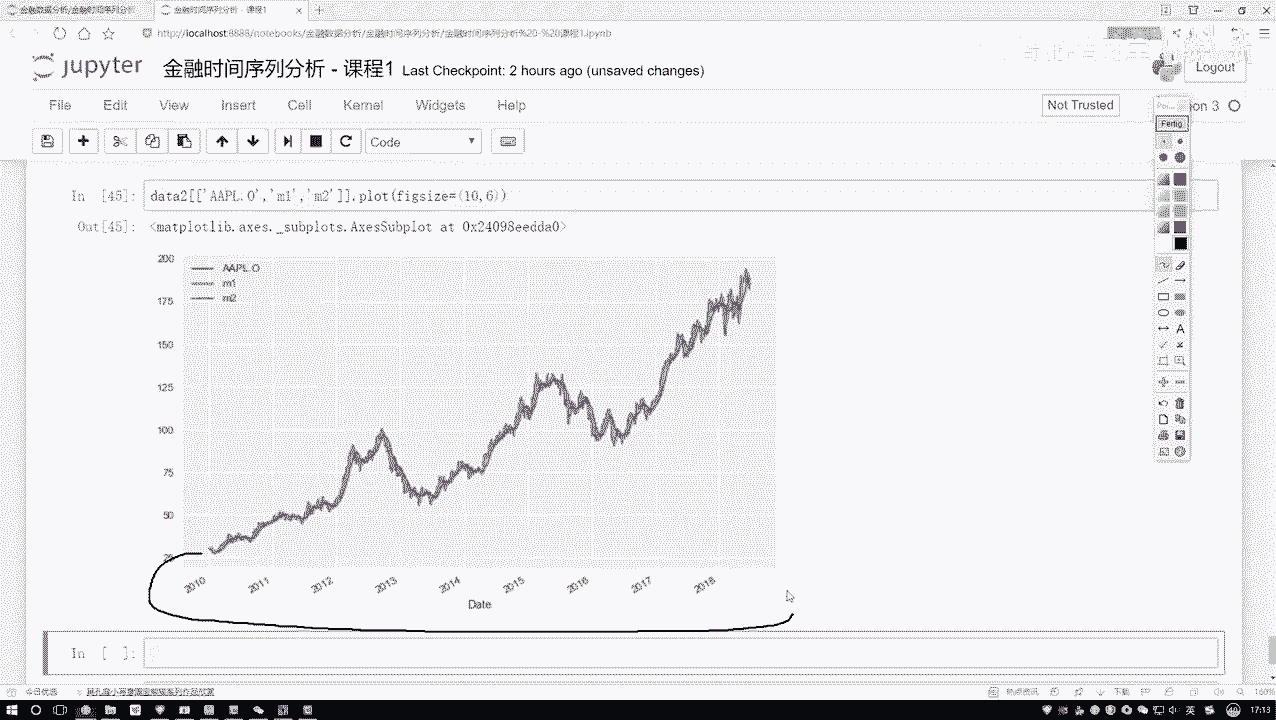 金融数据分析/金融时间序列分析
金融时间序列分析 - 课程1
http://localhost:8888/notebooks/金融数据分析/金融时间序列分析/金融时间序列分析%20-%20课程1.ipynb
jupyter 金融时间序列分析 - 课程1 Last Checkpoint: 2 hours ago (unsaved changes)
Logout
File Edit View Insert Cell Kernel Widgets Help
Not Trusted
on 3
Fertig
Code
In [45]: data2[['AAPL.O','m1','m2']].plot(figsize=(10,6))
Out[45]: <matplotlib.axes._subplots.AxesSubplot at 0x24098eedda0>
AAPL.O
m1
m2
200
175
150
125
100
75
50
25
2010 2011 2012 2013 2014 2015 2016 2017 2018
Date
In [ ]:
100%
英
17:13